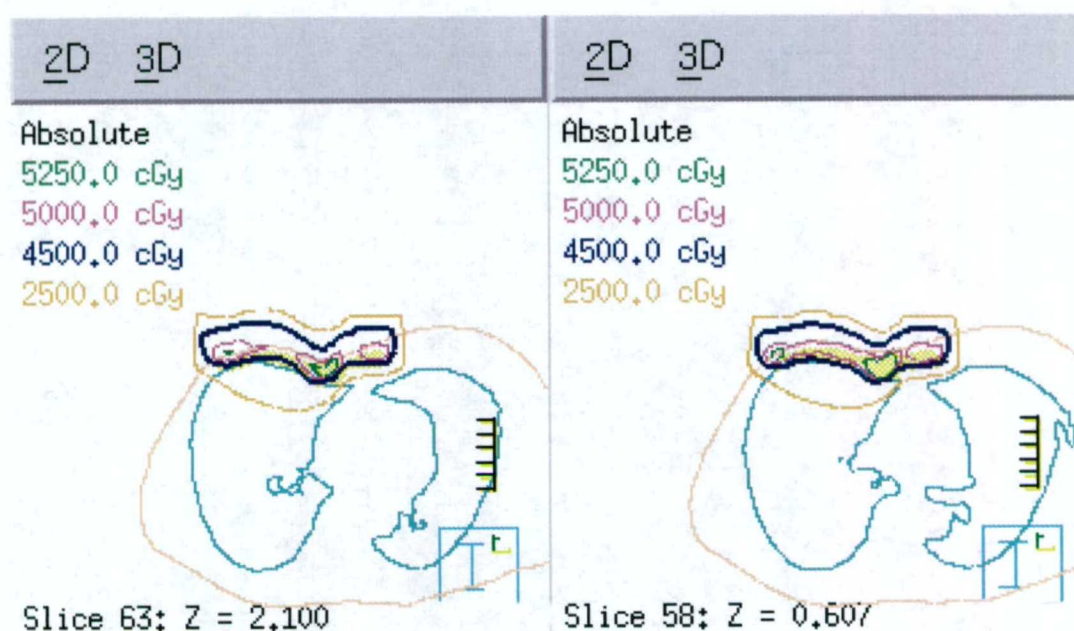 2D 3D
Absolute
5250.0 cGy
5000.0 cGy
4500.0 cGy
2500.0 cGy
Slice 63: Z = 2.100
2D 3D
Absolute
5250.0 cGy
5000.0 cGy
4500.0 cGy
2500.0 cGy
Slice 58: Z = 0.607